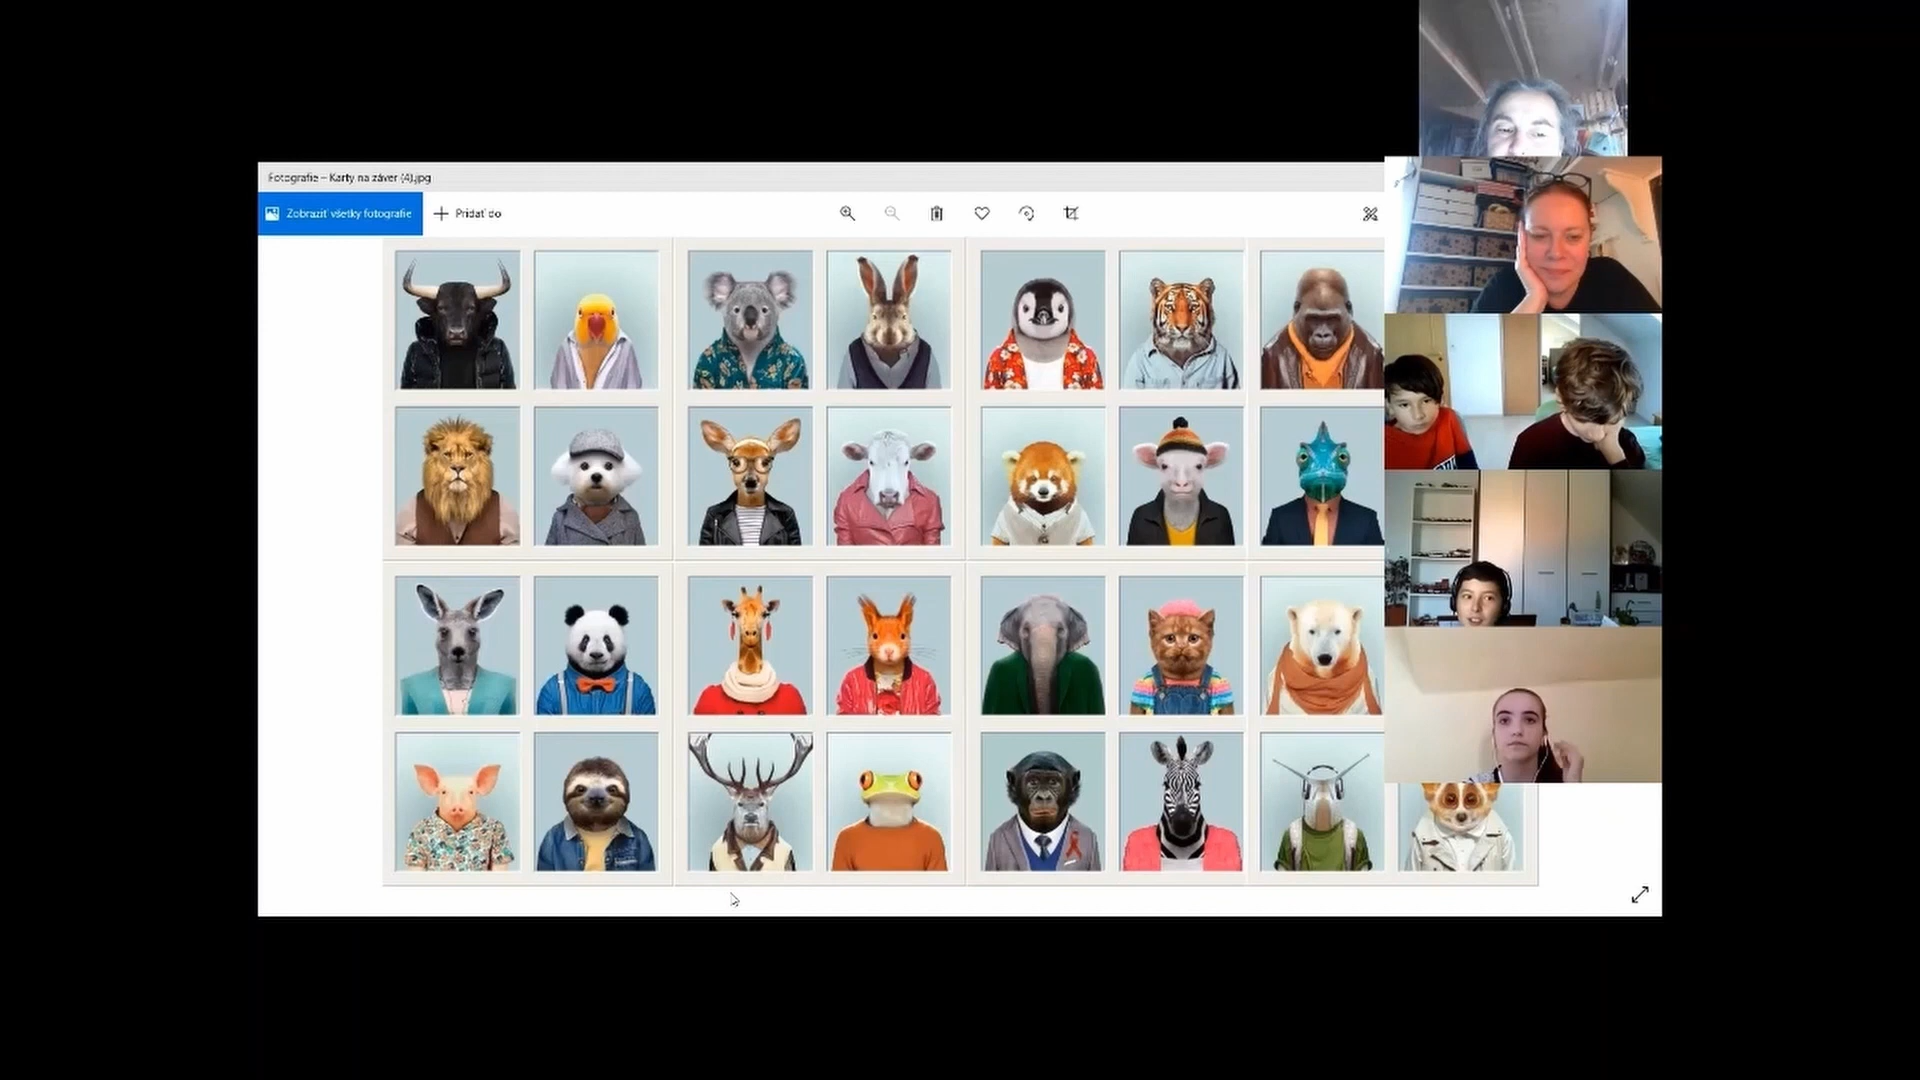 Fotografie – Karty na záver (4).jpg
Zobraziť všetky fotografie
Pridať do